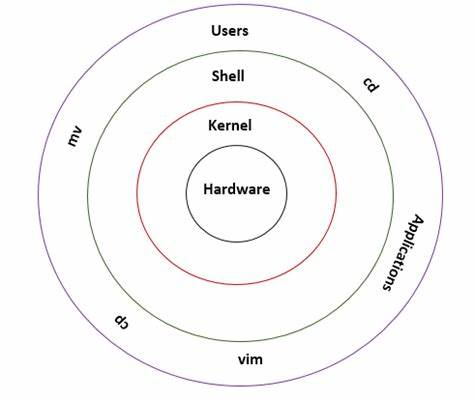 Users
Shell
cd
Kernel
mv
Hardware
Applications
cp
vim